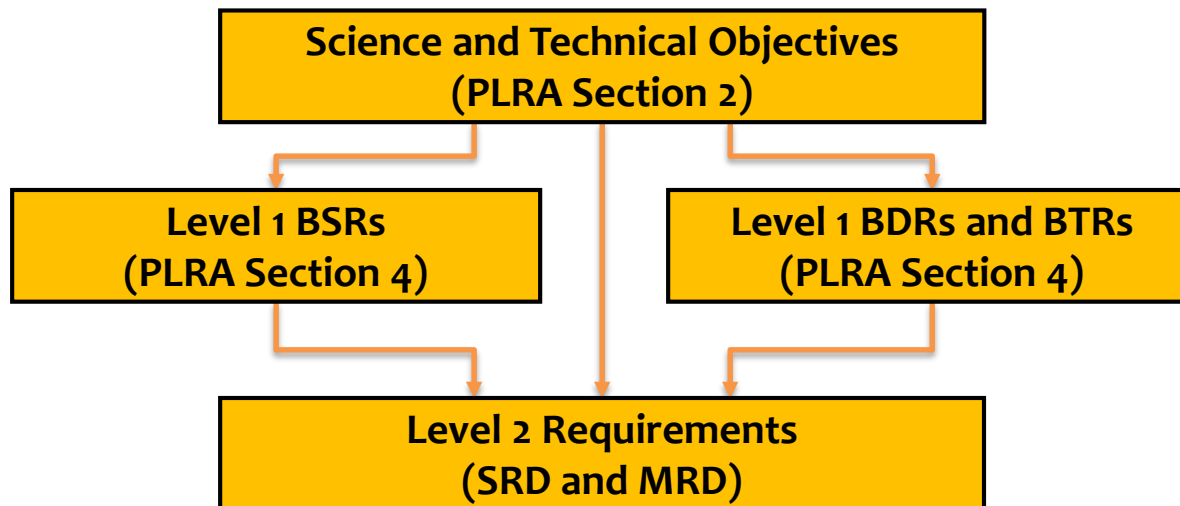 Science and Technical Objectives
(PLRA Section 2)
Level 1 BSRs
(PLRA Section 4)
Level 1 BDRs and BTRs
(PLRA Section 4)
Level 2 Requirements
(SRD and MRD)